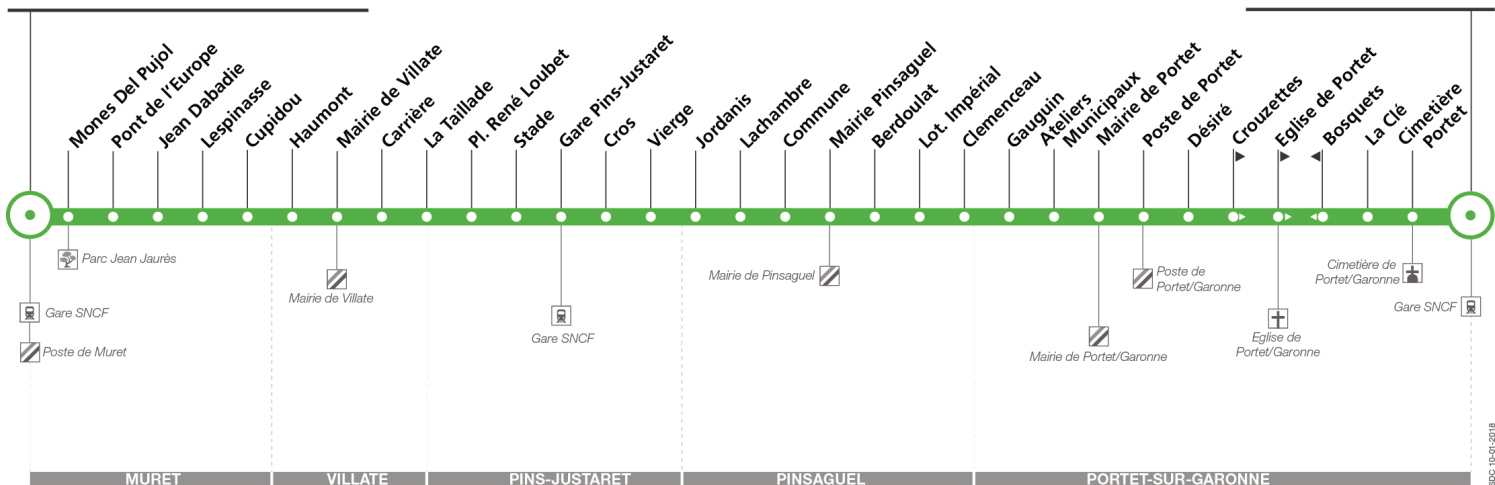 Mones Del Pujol
Pont de l'Europe
Jean Dabadie
Lespinasse
Cupidou
Haumont
Mairie de Villate
Carrière
La Taillade
Pl. René Loubet
Stade
Gare Pins-Justaret
Cros
Vierge
Jordanis
Lachambre
Commune
Mairie Pinsaguel
Berdoulat
Lot. Impérial
Clemenceau
Gauguin
Ateliers
Municipaux
Mairie de Portet
Poste de Portet
Désiré
Crouzettes
Eglise de Portet
Bosquets
La Clé
Cimetière
Portet
Parc Jean Jaurès
Gare SNCF
Poste de Muret
Mairie de Villate
Gare SNCF
Mairie de Pinsaguel
Mairie de Portet/Garonne
Poste de
Portet/Garonne
Eglise de
Portet/Garonne
Cimetière de
Portet/Garonne
Gare SNCF
MURET
VILLATE
PINS-JUSTARET
PINSAGUEL
PORTET-SUR-GARONNE
SDC 10-01-2018